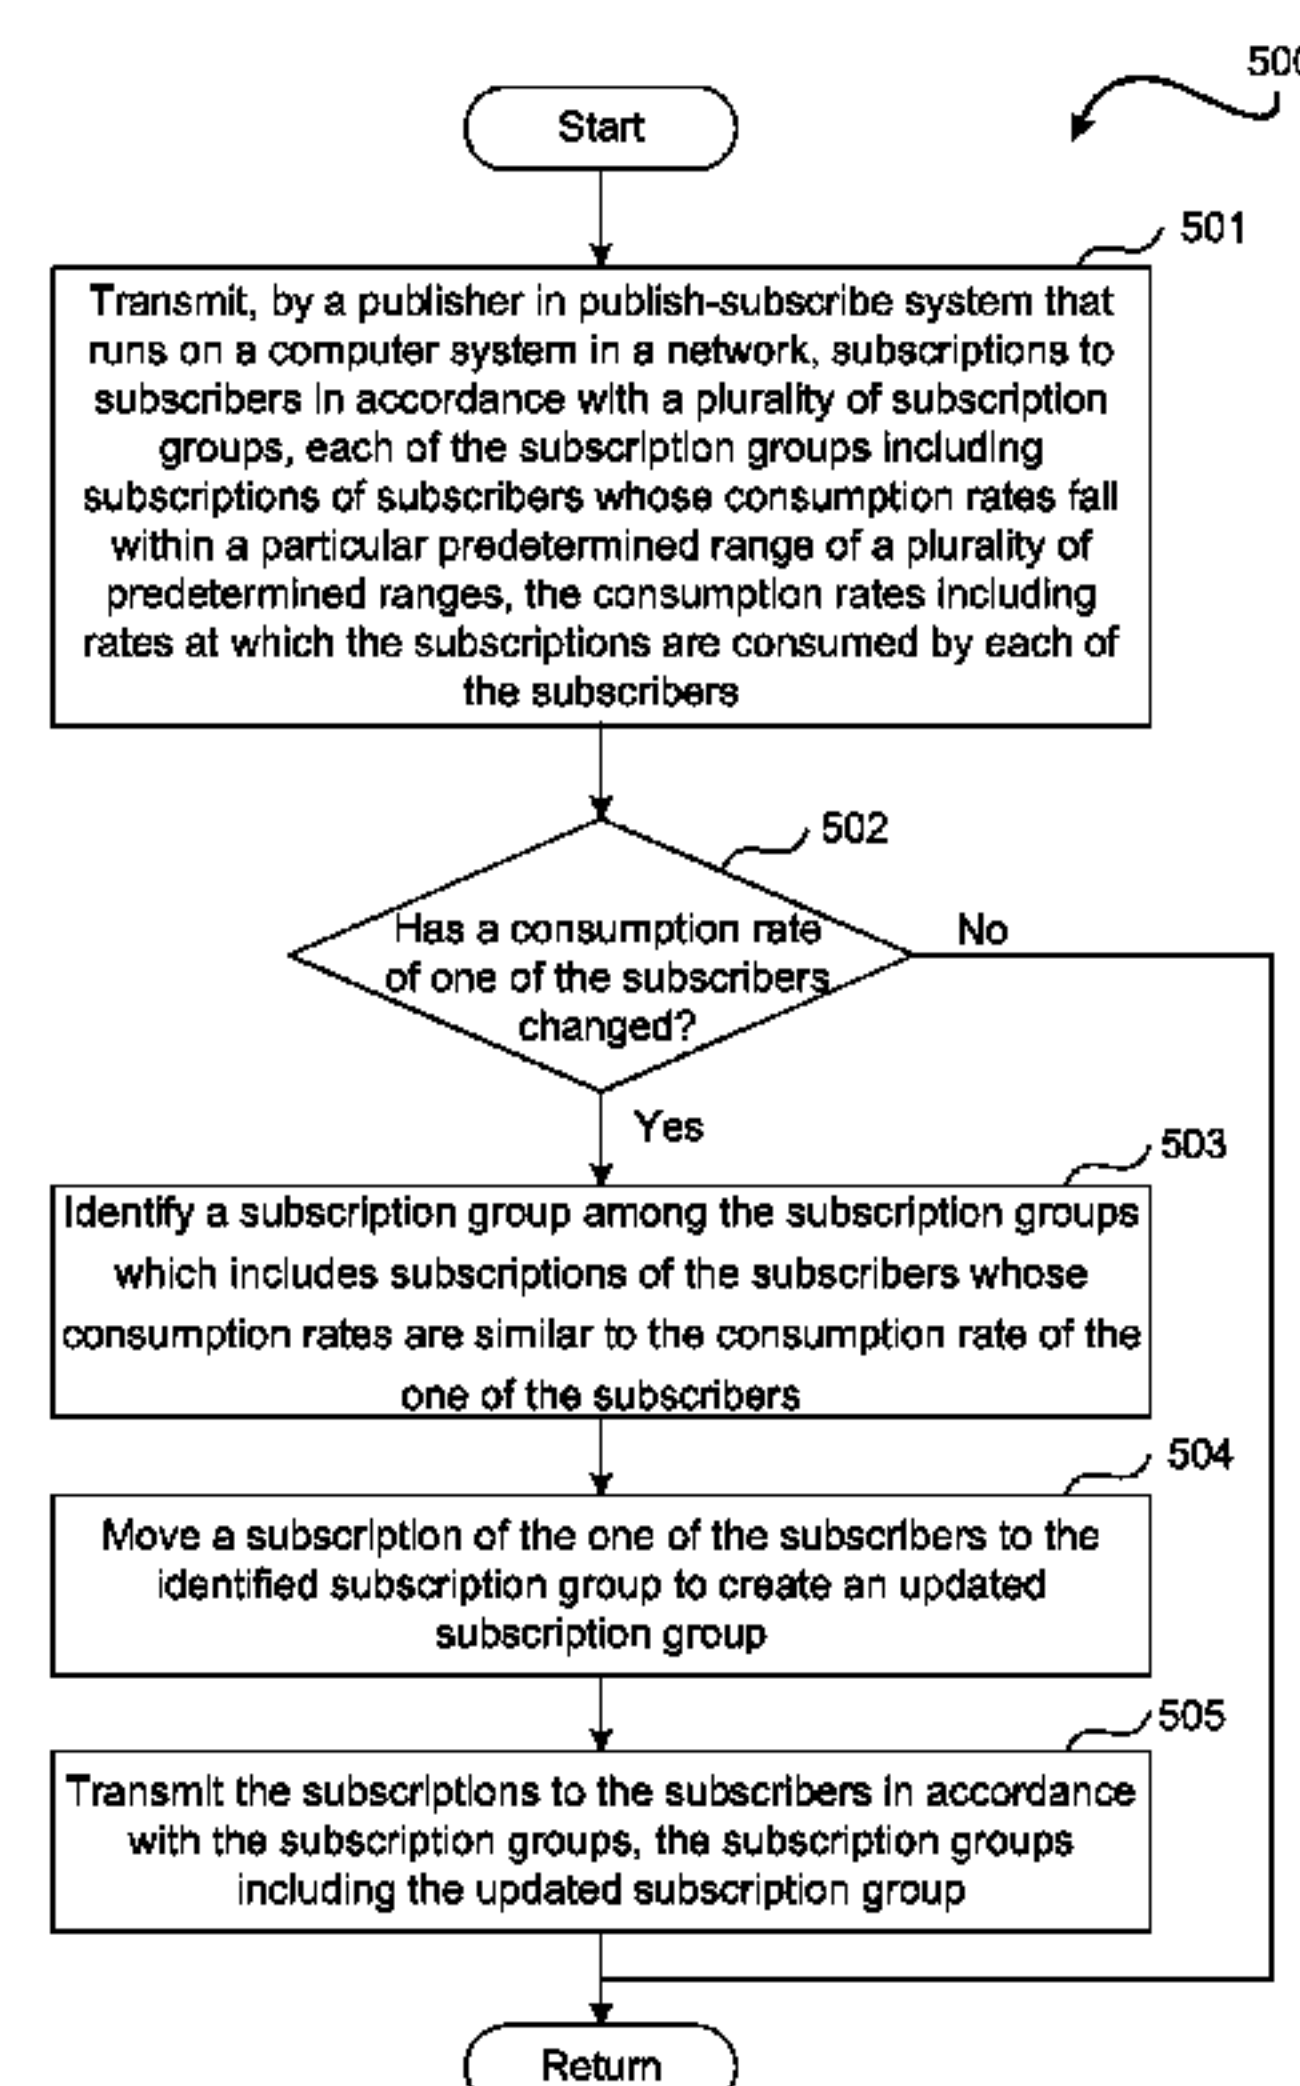 500
Start
501
Transmit, by a publisher in publish-subscribe system that
runs on a computer system in a network, subscriptions to
subscribers in accordance with a plurality of subscription
groups, each of the subscription groups including
subscriptions of subscribers whose consumption rates fall
within a particular predetermined range of a plurality of
predetermined ranges, the consumption rates including
rates at which the subscriptions are consumed by each of
the subscribers
502
Has a consumption rate
of one of the subscribers
changed?
No
Yes
503
Identify a subscription group among the subscription groups
which includes subscriptions of the subscribers whose
consumption rates are similar to the consumption rate of the
one of the subscribers
504
Move a subscription of the one of the subscribers to the
identified subscription group to create an updated
subscription group
505
Transmit the subscriptions to the subscribers in accordance
with the subscription groups, the subscription groups
including the updated subscription group
Return